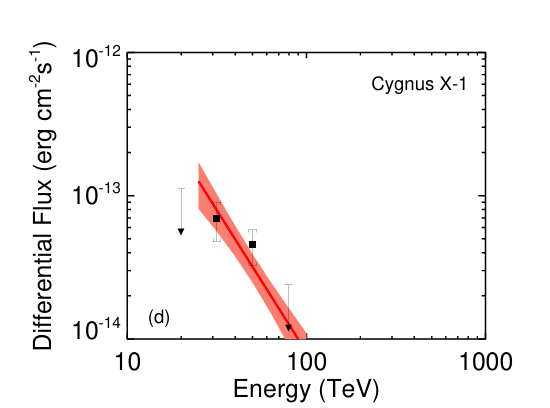 Differential Flux (erg cm⁻²s⁻¹)
10⁻¹²
Cygnus X-1
10⁻¹³
(d)
10⁻¹⁴
10 100 1000
Energy (TeV)